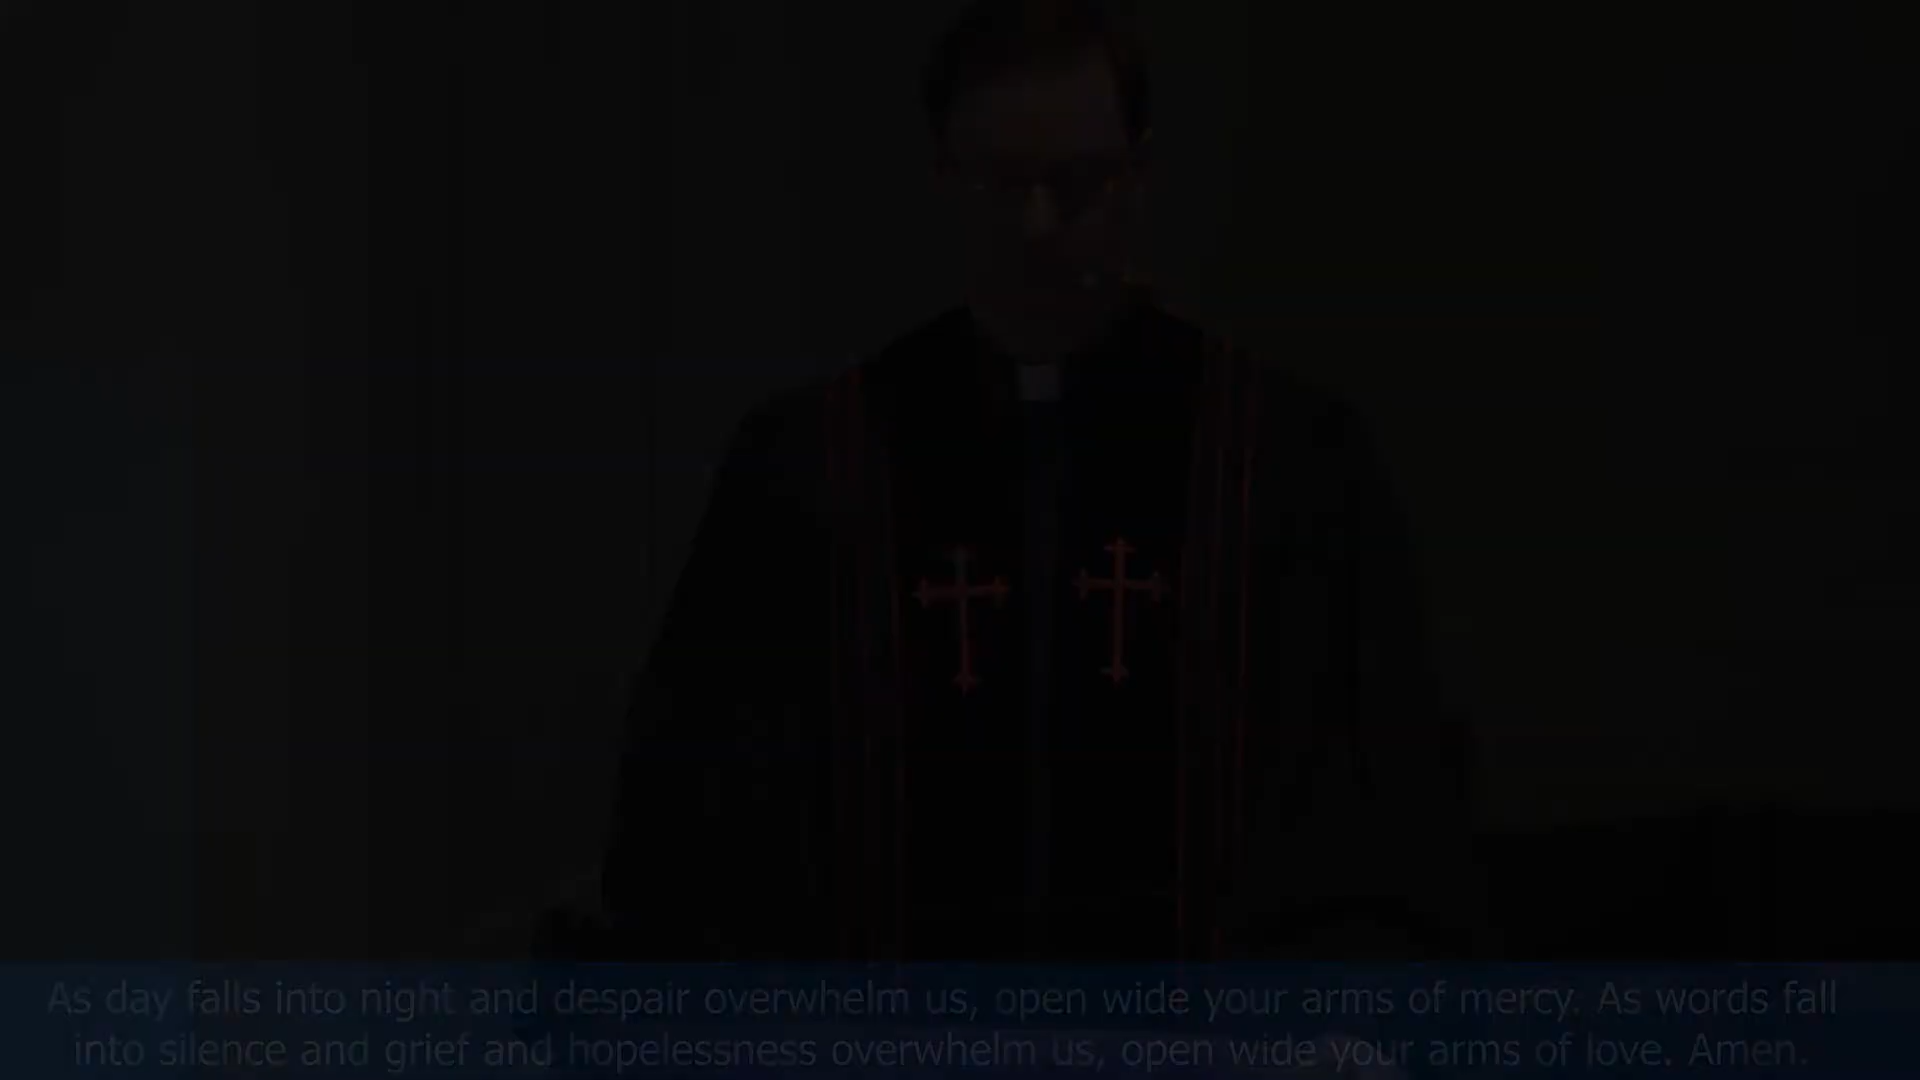 As day falls into night and despair overwhelm us, open wide your arms of mercy. As words fall
into silence and grief and hopelessness overwhelm us, open wide your arms of love. Amen.